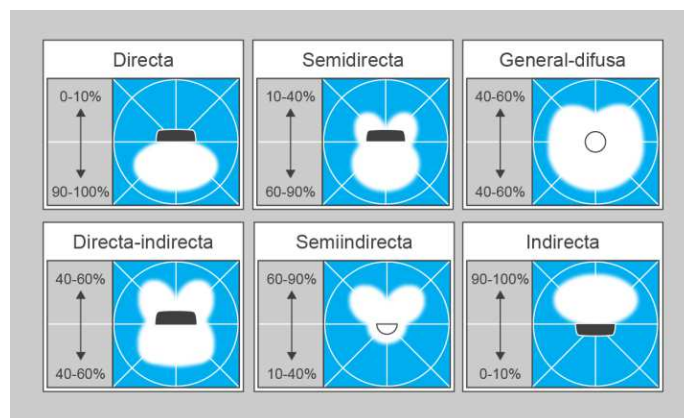 Directa
Semidirecta
General-difusa
0-10%
90-100%
10-40%
60-90%
40-60%
40-60%
Directa-indirecta
Semiindirecta
Indirecta
40-60%
40-60%
60-90%
10-40%
90-100%
0-10%